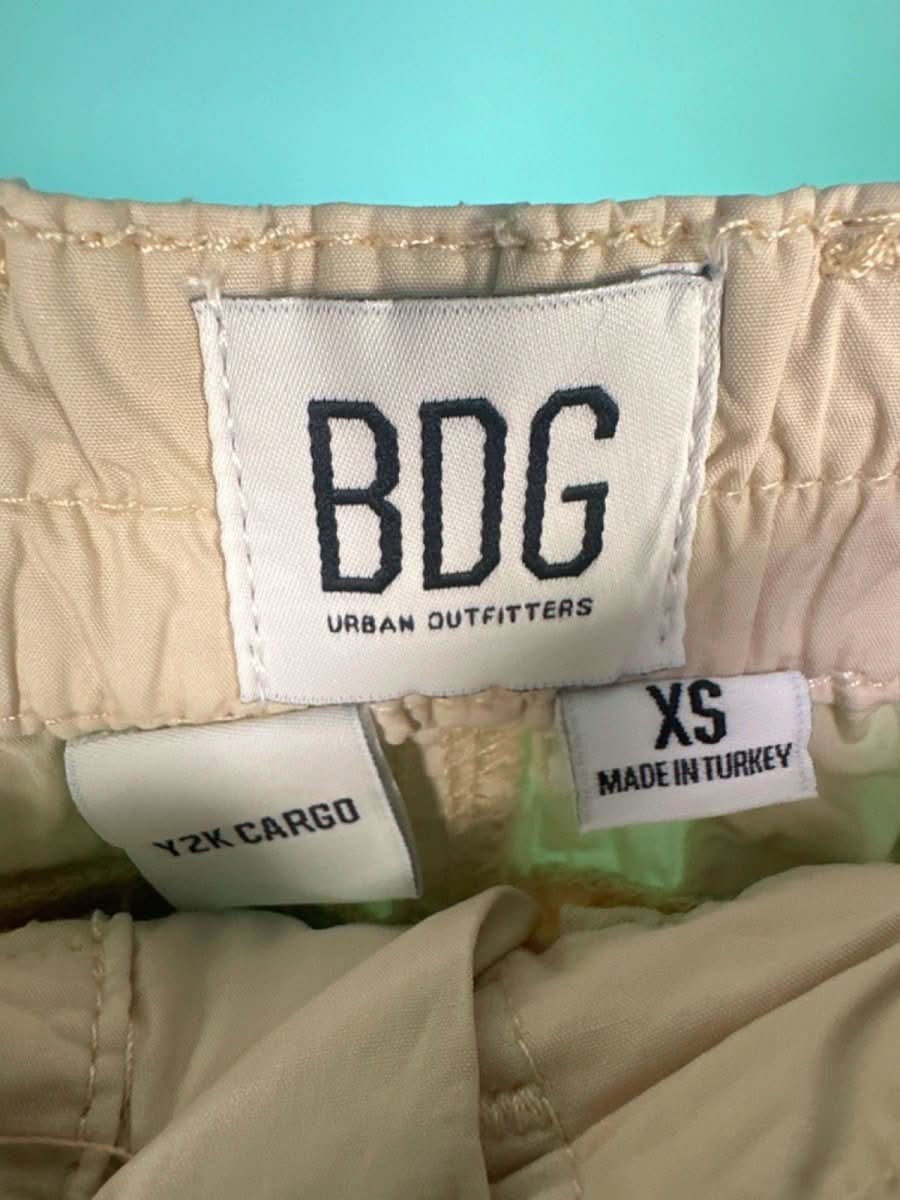 BDG
URBAN OUTFITTERS
XS
MADE IN TURKEY
Y2K CARGO